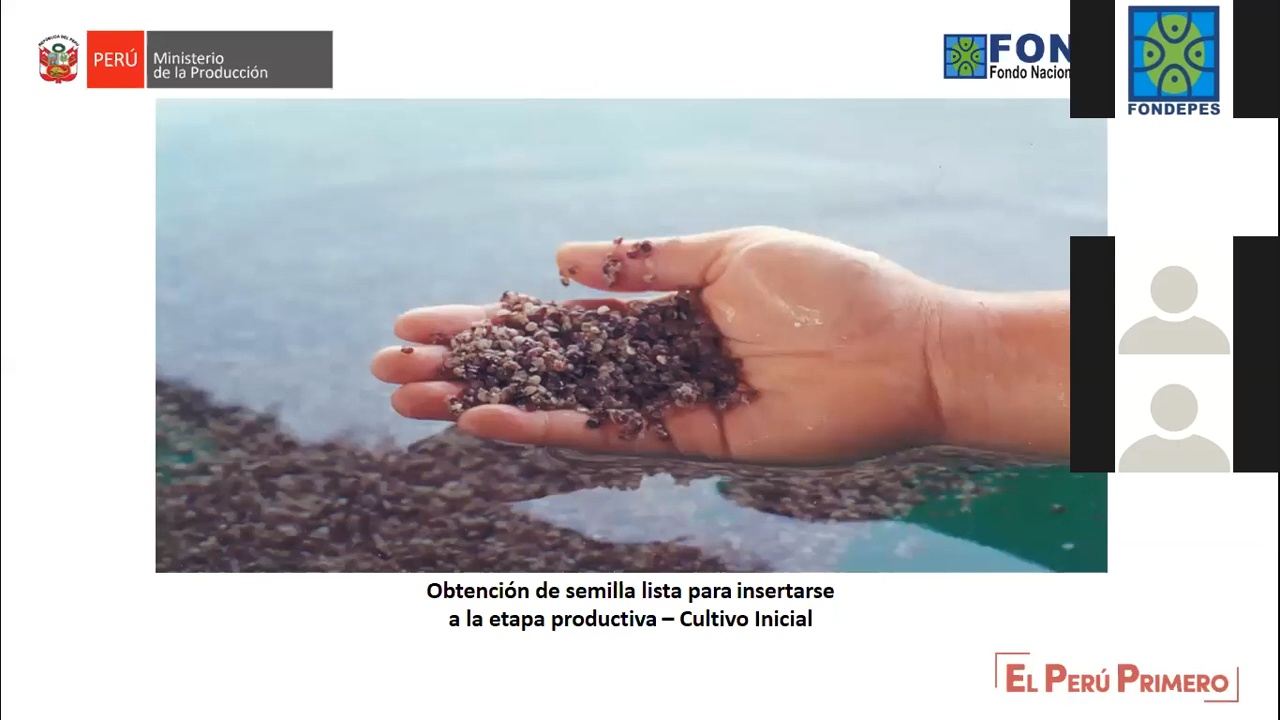 PERÚ
Ministerio
de la Producción
FON
Fondo Nacion
FONDEPES
Obtención de semilla lista para insertarse
a la etapa productiva – Cultivo Inicial
EL PERÚ PRIMERO